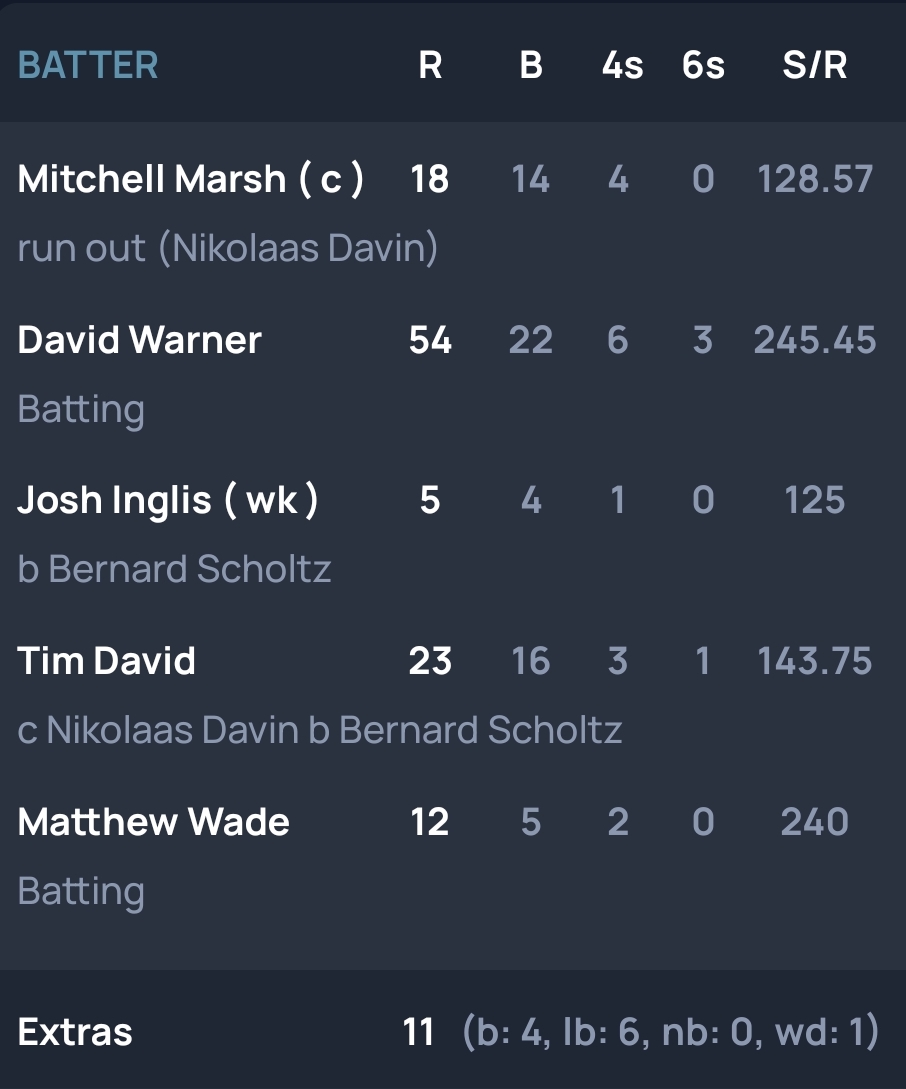 BATTER R B 4s 6s S/R
Mitchell Marsh ( c ) 18 14 4 0 128.57
run out (Nikolaas Davin)
David Warner 54 22 6 3 245.45
Batting
Josh Inglis ( wk ) 5 4 1 0 125
b Bernard Scholtz
Tim David 23 16 3 1 143.75
c Nikolaas Davin b Bernard Scholtz
Matthew Wade 12 5 2 0 240
Batting
Extras 11 (b: 4, lb: 6, nb: 0, wd: 1)